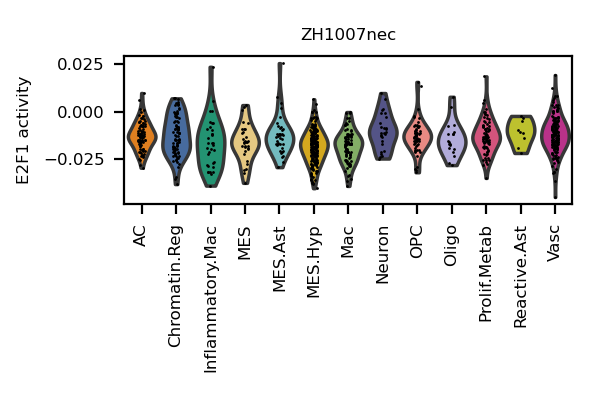 ZH1007nec
E2F1 activity
0.025
0.000
−0.025
AC
Chromatin.Reg
Inflammatory.Mac
MES
MES.Ast
MES.Hyp
Mac
Neuron
OPC
Oligo
Prolif.Metab
Reactive.Ast
Vasc